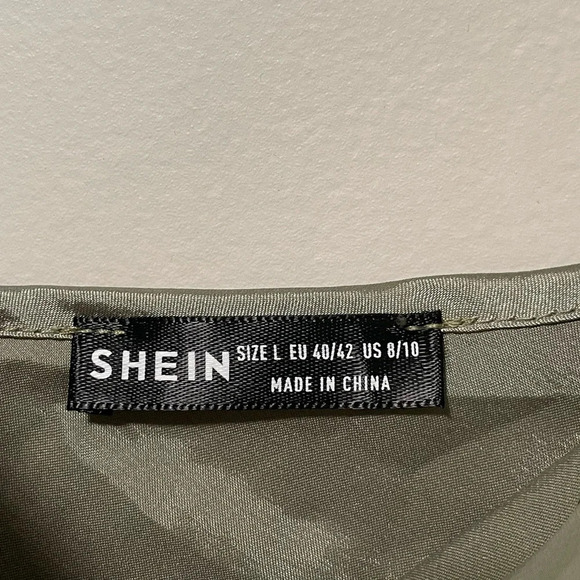 SHEIN SIZE L EU 40/42 US 8/10
MADE IN CHINA